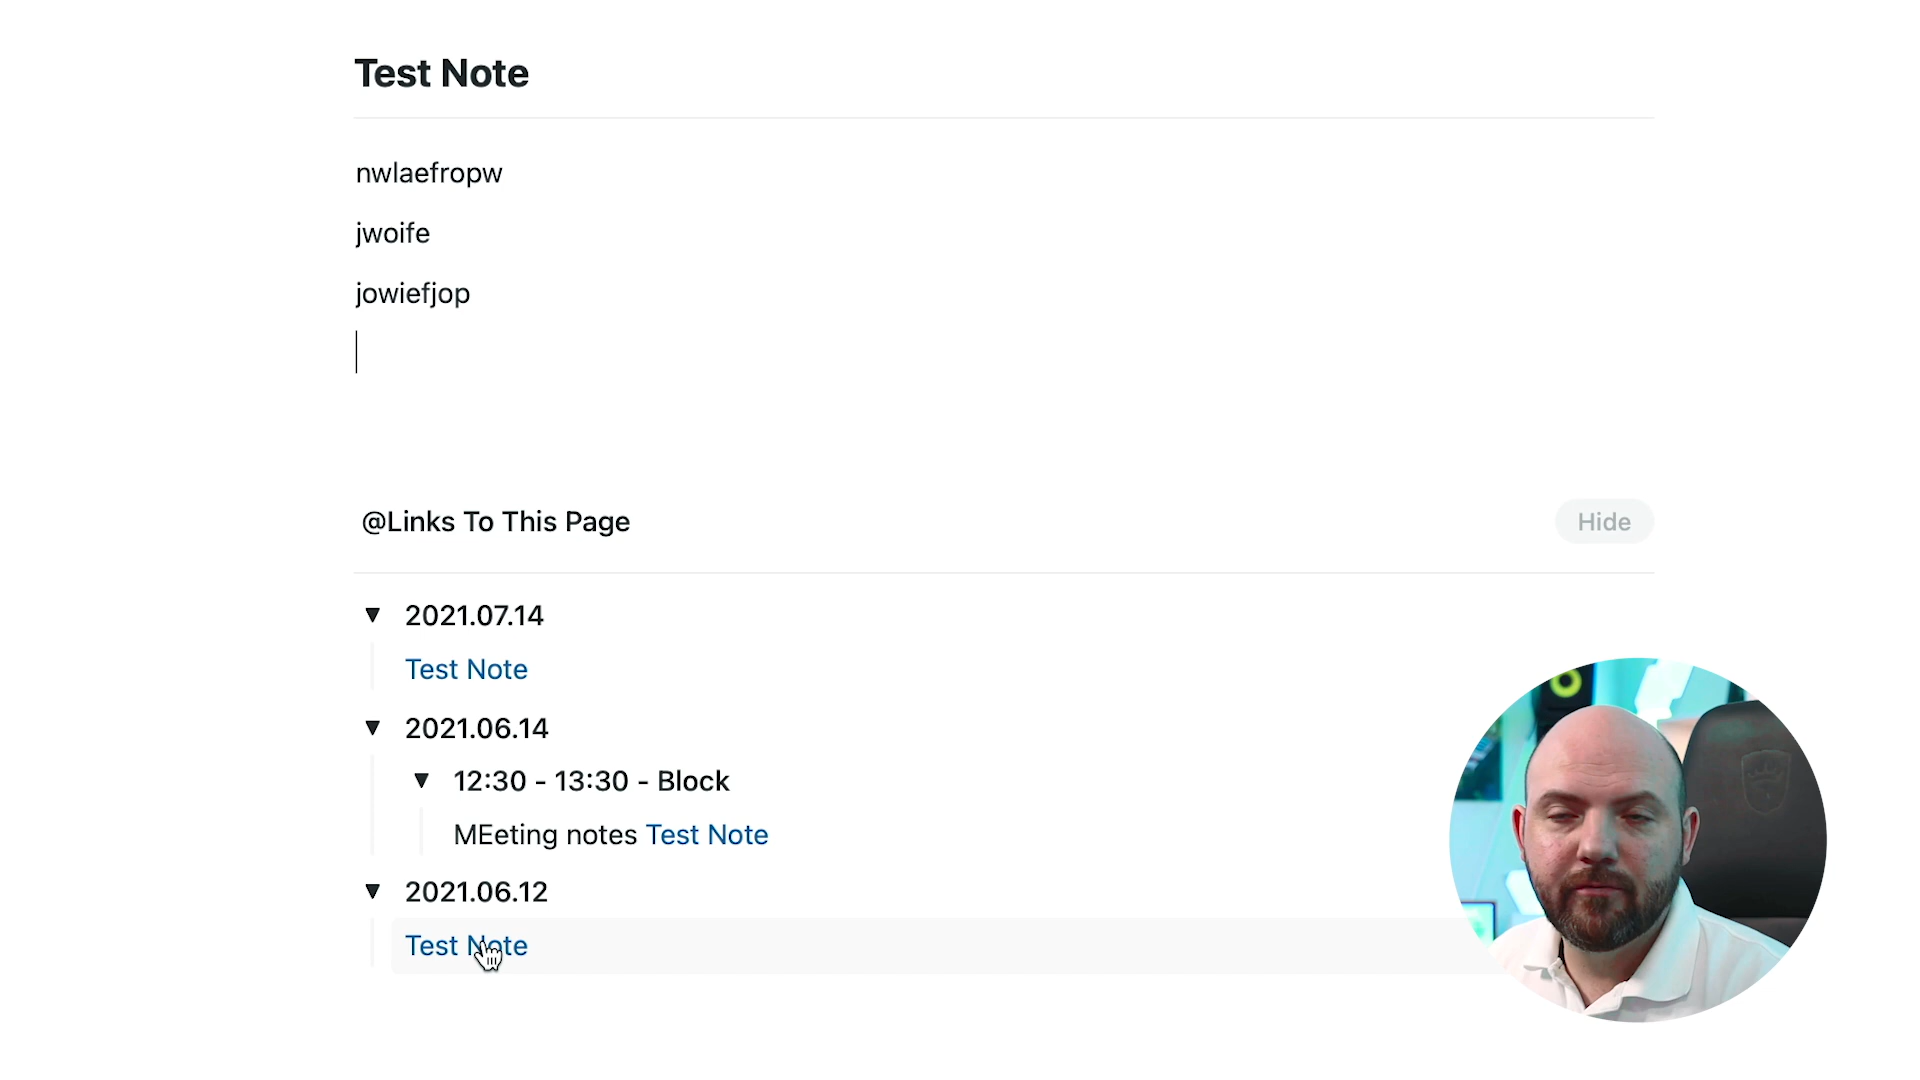 Test Note
nwlaefropw
jwoife
jowiefjop
@Links To This Page
Hide
▼ 2021.07.14
Test Note
▼ 2021.06.14
▼ 12:30 - 13:30 - Block
MEeting notes Test Note
▼ 2021.06.12
Test Note